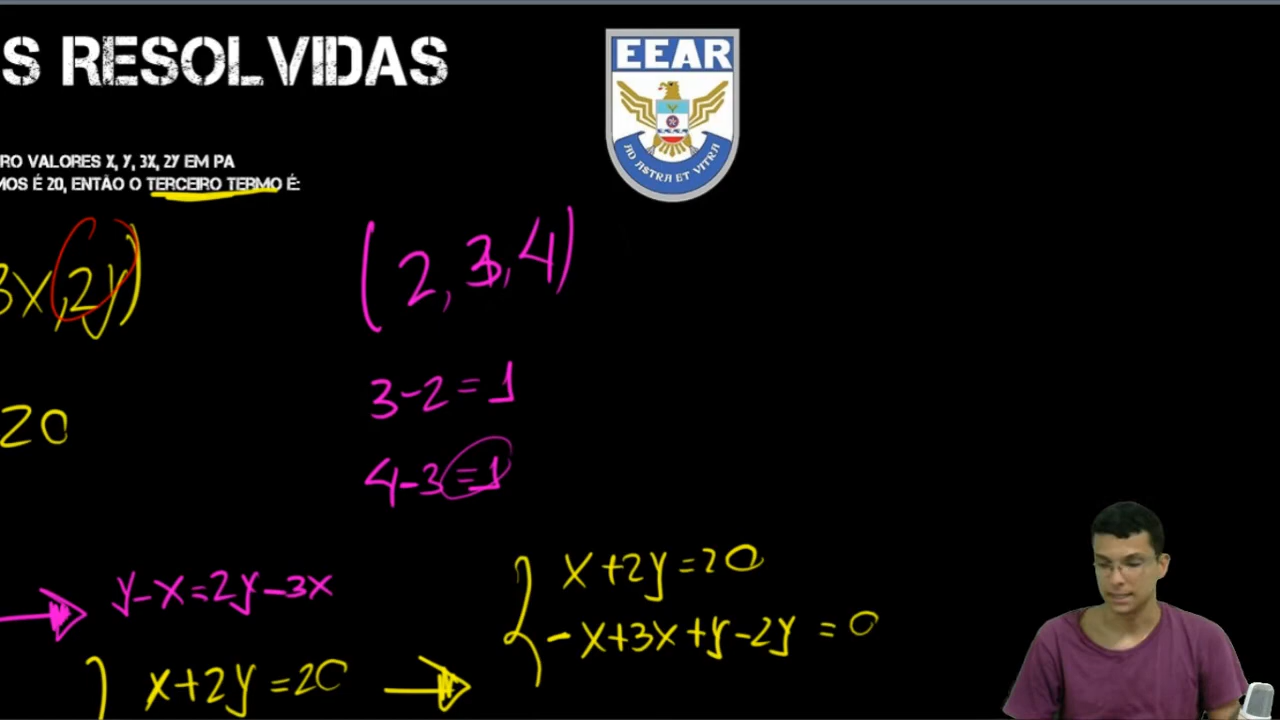 S RESOLVIDAS
EEAR
AD ASTRA ET VITRA
RO VALORES X, Y, 3X, 2Y EM PA
MOS É 20, ENTÃO O TERCEIRO TERMO É:
3x, 2y)
(2, 3, 4)
3-2=1
20
4-3=1
y-x=2y-3x
x+2y=20
-x+3x+y-2y=0
x+2y=20